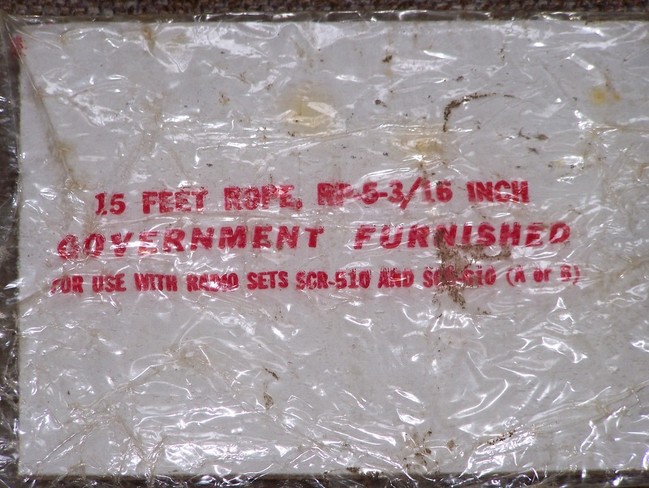 15 FEET ROPE, RP-5-3/16 INCH
GOVERNMENT FURNISHED
FOR USE WITH RADIO SETS SCR-510 AND SCR-610 (A or B)